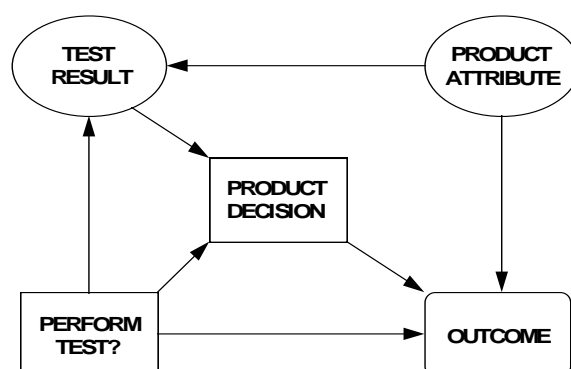 TEST
RESULT
PRODUCT
ATTRIBUTE
PRODUCT
DECISION
PERFORM
TEST?
OUTCOME